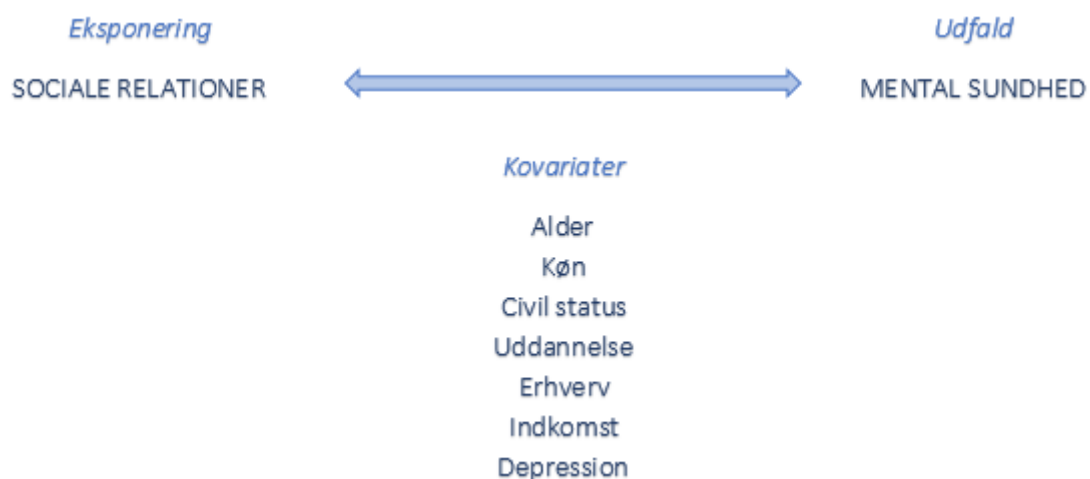 Eksponering
Udfald
SOCIALE RELATIONER
MENTAL SUNDHED
Kovariater
Alder
Køn
Civil status
Uddannelse
Erhverv
Indkomst
Depression